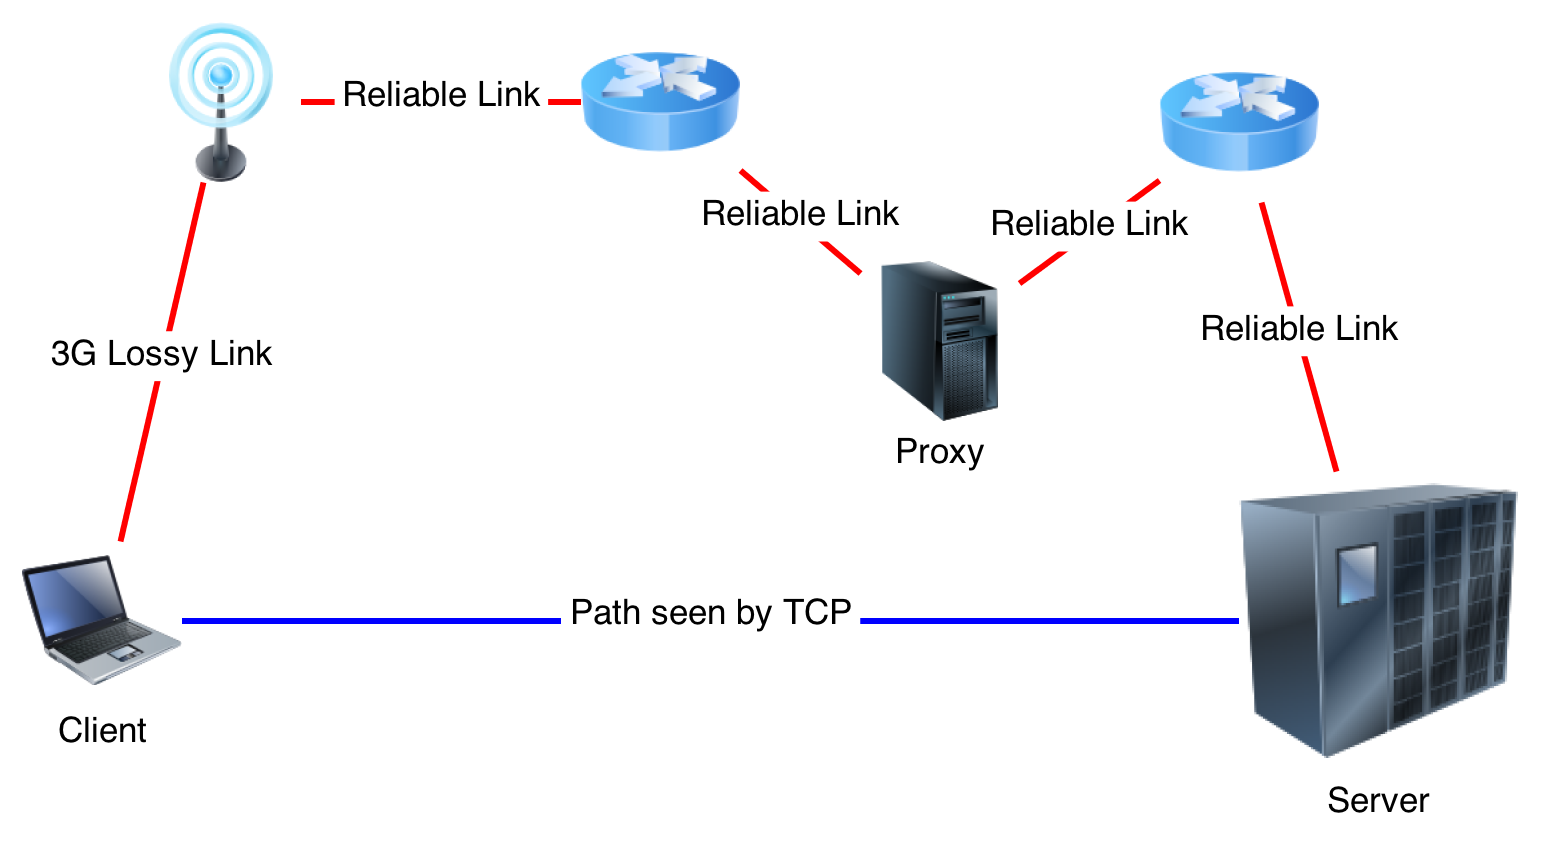 Reliable Link
Reliable Link
Reliable Link
Reliable Link
3G Lossy Link
Proxy
Path seen by TCP
Client
Server